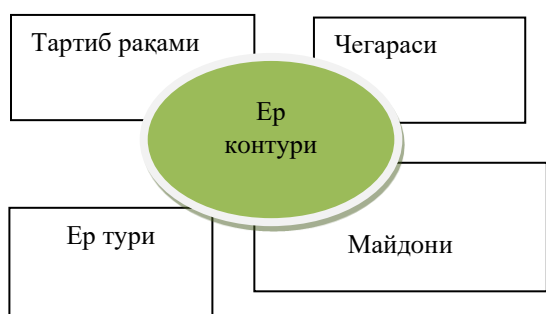 Тартиб рақами
Чегараси
Ер
контури
Ер тури
Майдони